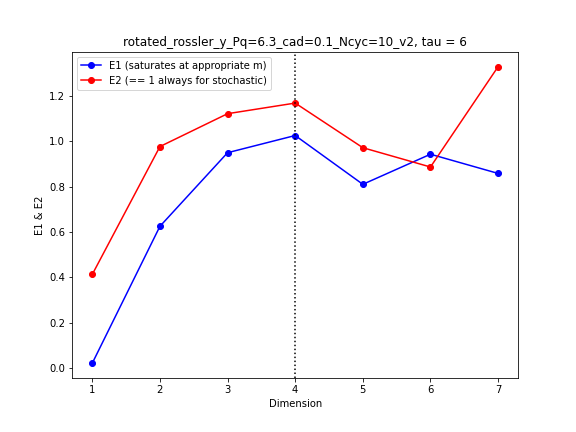 rotated_rossler_y_Pq=6.3_cad=0.1_Ncyc=10_v2, tau = 6
E1 (saturates at appropriate m)
E2 (== 1 always for stochastic)
E1 & E2
1.2
1.0
0.8
0.6
0.4
0.2
0.0
1 2 3 4 5 6 7
Dimension